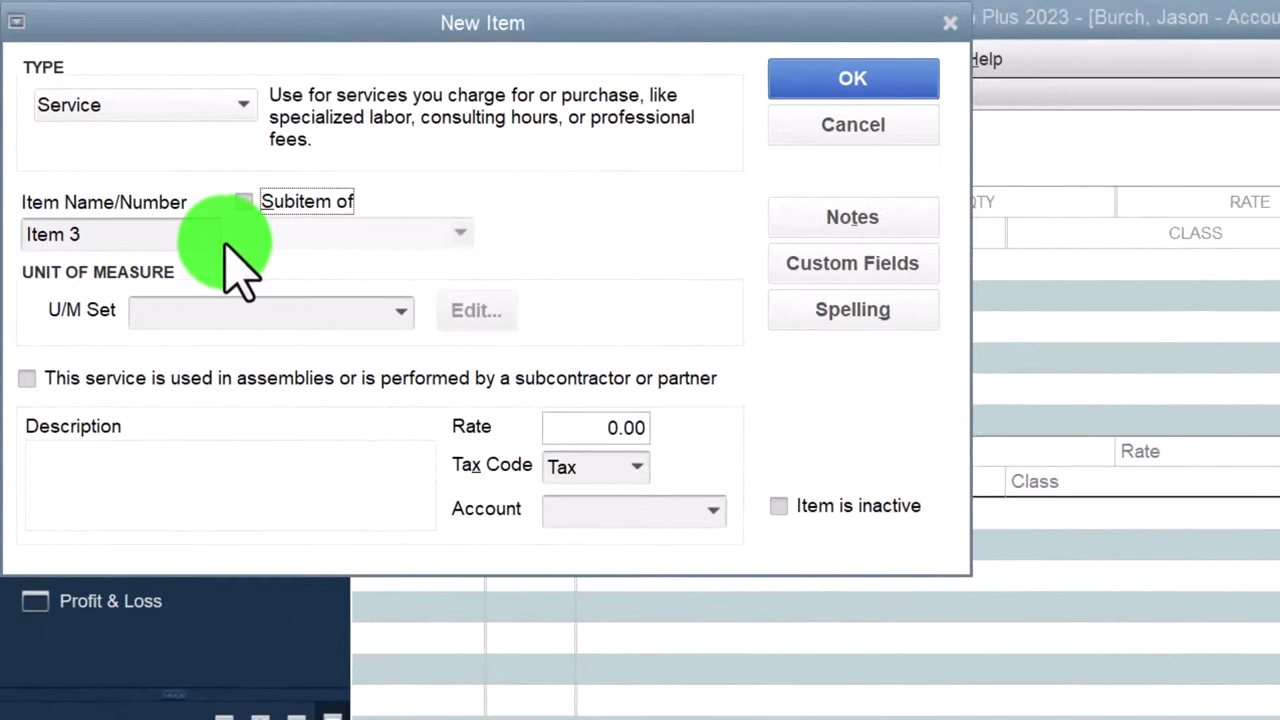 New Item
Plus 2023 - [Burch, Jason - Accou
TYPE
Help
Service
Use for services you charge for or purchase, like
specialized labor, consulting hours, or professional
fees.
OK
Cancel
Item Name/Number
Subitem of
Item 3
Notes
QTY
RATE
CLASS
UNIT OF MEASURE
U/M Set
Edit...
Custom Fields
Spelling
This service is used in assemblies or is performed by a subcontractor or partner
Description
Rate
0.00
Tax Code
Tax
Account
Item is inactive
Rate
Class
Profit & Loss